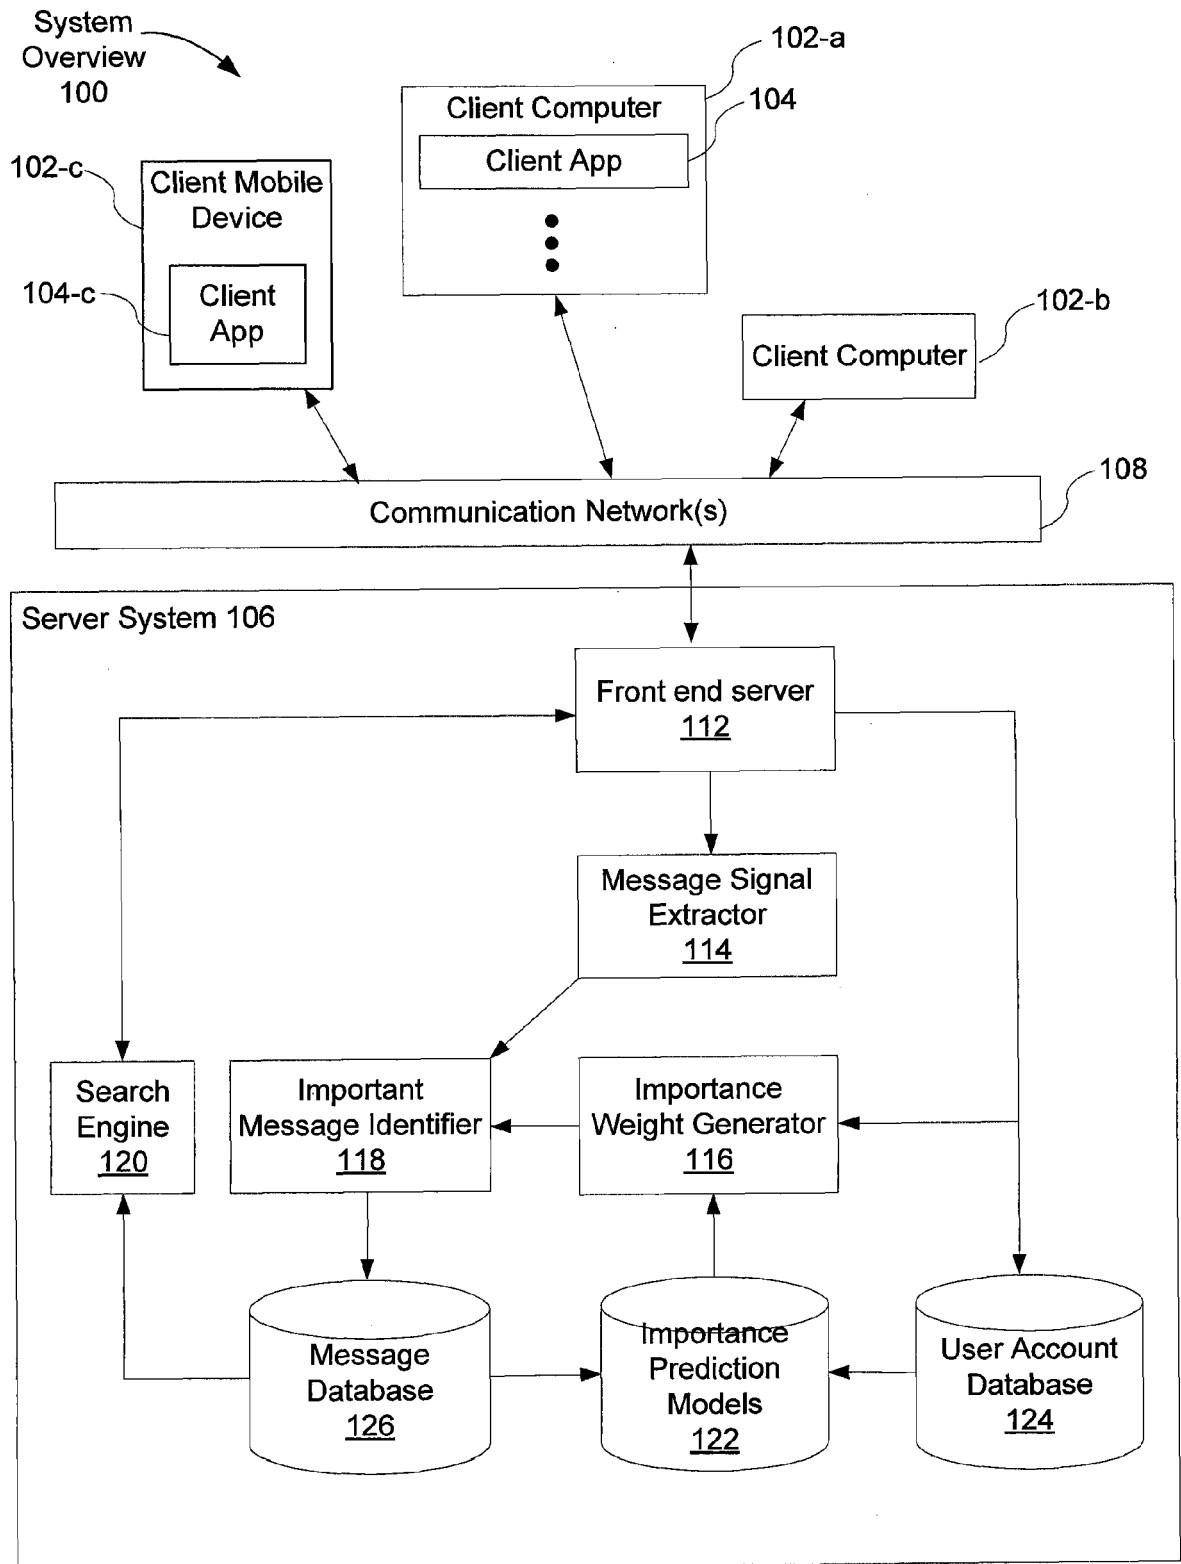 System
Overview
100
102-a
Client Computer
104
Client App
102-c
Client Mobile
Device
104-c
Client
App
102-b
Client Computer
108
Communication Network(s)
Server System 106
Front end server
112
Message Signal
Extractor
114
Search
Engine
120
Important
Message Identifier
118
Importance
Weight Generator
116
Message
Database
126
Importance
Prediction
Models
122
User Account
Database
124